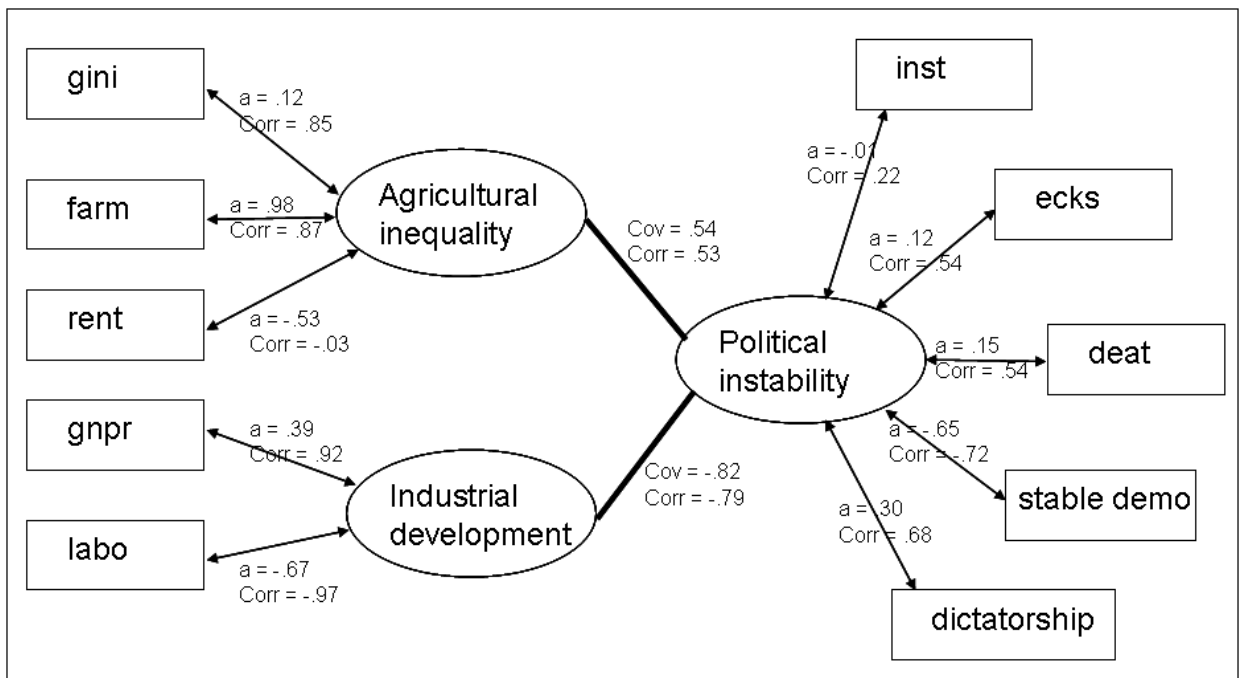 gini
a = .12
Corr = .85
farm
a = .98
Corr = .87
rent
a = -.53
Corr = -.03
gnpr
a = .39
Corr = .92
labo
a = -.67
Corr = -.97
Agricultural
inequality
Industrial
development
Cov = .54
Corr = .53
Cov = -.82
Corr = -.79
Political
instability
inst
a = -.01
Corr = .22
ecks
a = .12
Corr = .54
deat
a = .15
Corr = .54
stable demo
a = -.65
Corr = -.72
dictatorship
a = .30
Corr = .68